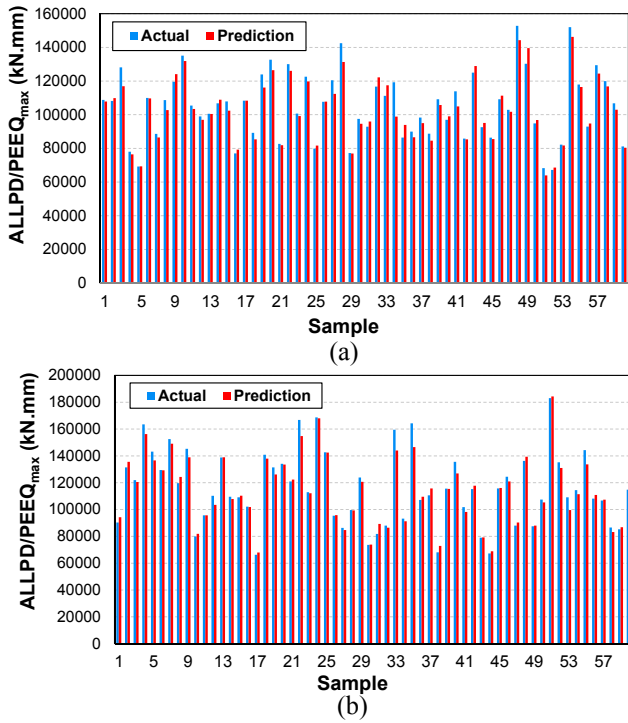 ALLPD/PEEQmax (kN.mm)
160000
140000
120000
100000
80000
60000
40000
20000
0
Actual Prediction
1 5 9 13 17 21 25 29 33 37 41 45 49 53 57
Sample
(a)
ALLPD/PEEQmax (kN.mm)
200000
180000
160000
140000
120000
100000
80000
60000
40000
20000
0
Actual Prediction
1 5 9 13 17 21 25 29 33 37 41 45 49 53 57
Sample
(b)